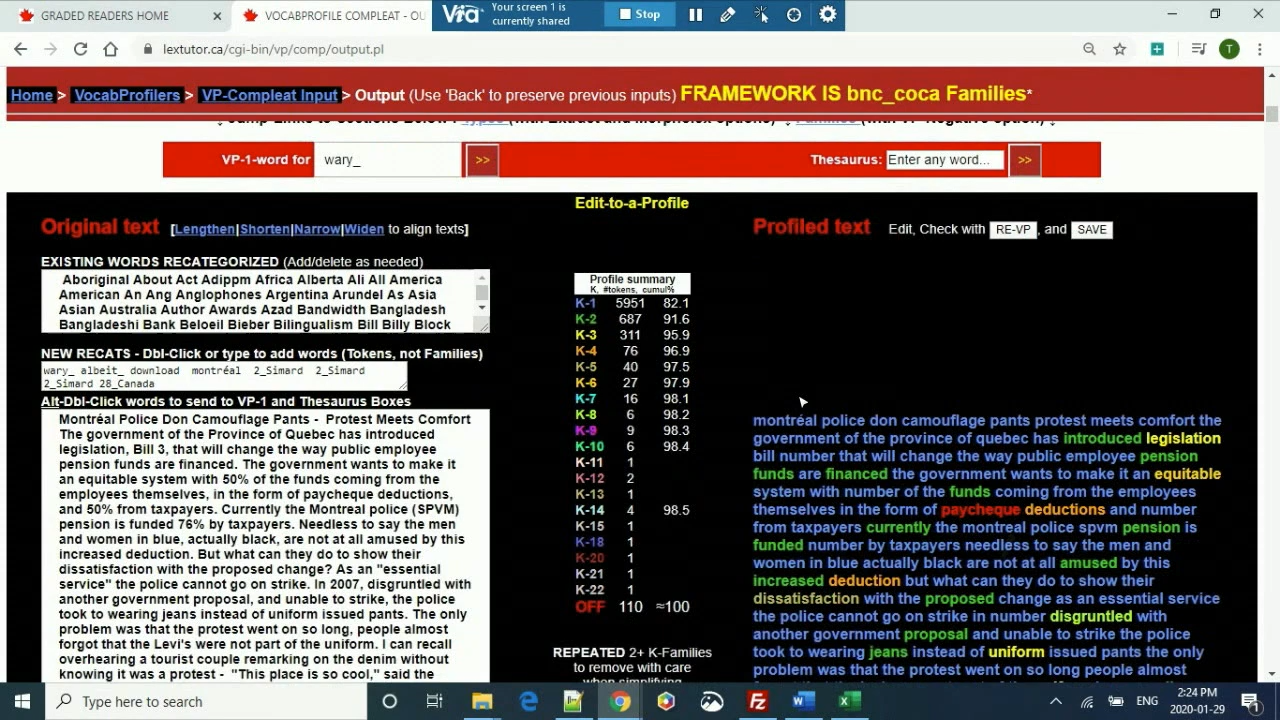 GRADED READERS HOME
VOCABPROFILE COMPLEAT - OU
Via
Your screen 1 is currently shared
Stop
lextutor.ca/cgi-bin/vp/comp/output.pl
T
Home > VocabProfilers > VP-Compleat Input > Output (Use 'Back' to preserve previous inputs) FRAMEWORK IS bnc_coca Families*
VP-1-word for wary_ >> Thesaurus: Enter any word... >>
Edit-to-a-Profile
Original text [Lengthen|Shorten|Narrow|Widen to align texts]
EXISTING WORDS RECATEGORIZED (Add/delete as needed)
Aboriginal About Act Adippm Africa Alberta Ali All America
American An Ang Anglophones Argentina Arundel As Asia
Asian Australia Author Awards Azad Bandwidth Bangladesh
Bangladeshi Bank Beloeil Bieber Bilingualism Bill Billy Block
NEW RECATS - Dbl-Click or type to add words (Tokens, not Families)
wary_ albeit_ download montréal 2_Simard 2_Simard
2_Simard 28_Canada
Alt-Dbl-Click words to send to VP-1 and Thesaurus Boxes
Montréal Police Don Camouflage Pants - Protest Meets Comfort
The government of the Province of Quebec has introduced
legislation, Bill 3, that will change the way public employee
pension funds are financed. The government wants to make it
an equitable system with 50% of the funds coming from the
employees themselves, in the form of paycheque deductions,
and 50% from taxpayers. Currently the Montreal police (SPVM)
pension is funded 76% by taxpayers. Needless to say the men
and women in blue, actually black, are not at all amused by this
increased deduction. But what can they do to show their
dissatisfaction with the proposed change? As an "essential
service" the police cannot go on strike. In 2007, disgruntled with
another government proposal, and unable to strike, the police
took to wearing jeans instead of uniform issued pants. The only
problem was that the protest went on so long, people almost
forgot that the Levi's were not part of the uniform. I can recall
overhearing a tourist couple remarking on the denim without
knowing it was a protest - "This place is so cool," said the
Profile summary
K, #tokens, cumul%
K-1 5951 82.1
K-2 687 91.6
K-3 311 95.9
K-4 76 96.9
K-5 40 97.5
K-6 27 97.9
K-7 16 98.1
K-8 6 98.2
K-9 9 98.3
K-10 6 98.4
K-11 1
K-12 2
K-13 1
K-14 4 98.5
K-15 1
K-18 1
K-20 1
K-21 1
K-22 1
OFF 110 ≈100
REPEATED 2+ K-Families
to remove with care
when simplifying
Profiled text Edit, Check with RE-VP, and SAVE
montréal police don camouflage pants protest meets comfort the
government of the province of quebec has introduced legislation
bill number that will change the way public employee pension
funds are financed the government wants to make it an equitable
system with number of the funds coming from the employees
themselves in the form of paycheque deductions and number
from taxpayers currently the montreal police spvm pension is
funded number by taxpayers needless to say the men and
women in blue actually black are not at all amused by this
increased deduction but what can they do to show their
dissatisfaction with the proposed change as an essential service
the police cannot go on strike in number disgruntled with
another government proposal and unable to strike the police
took to wearing jeans instead of uniform issued pants the only
problem was that the protest went on so long people almost
Type here to search
ENG
2:24 PM
2020-01-29
1